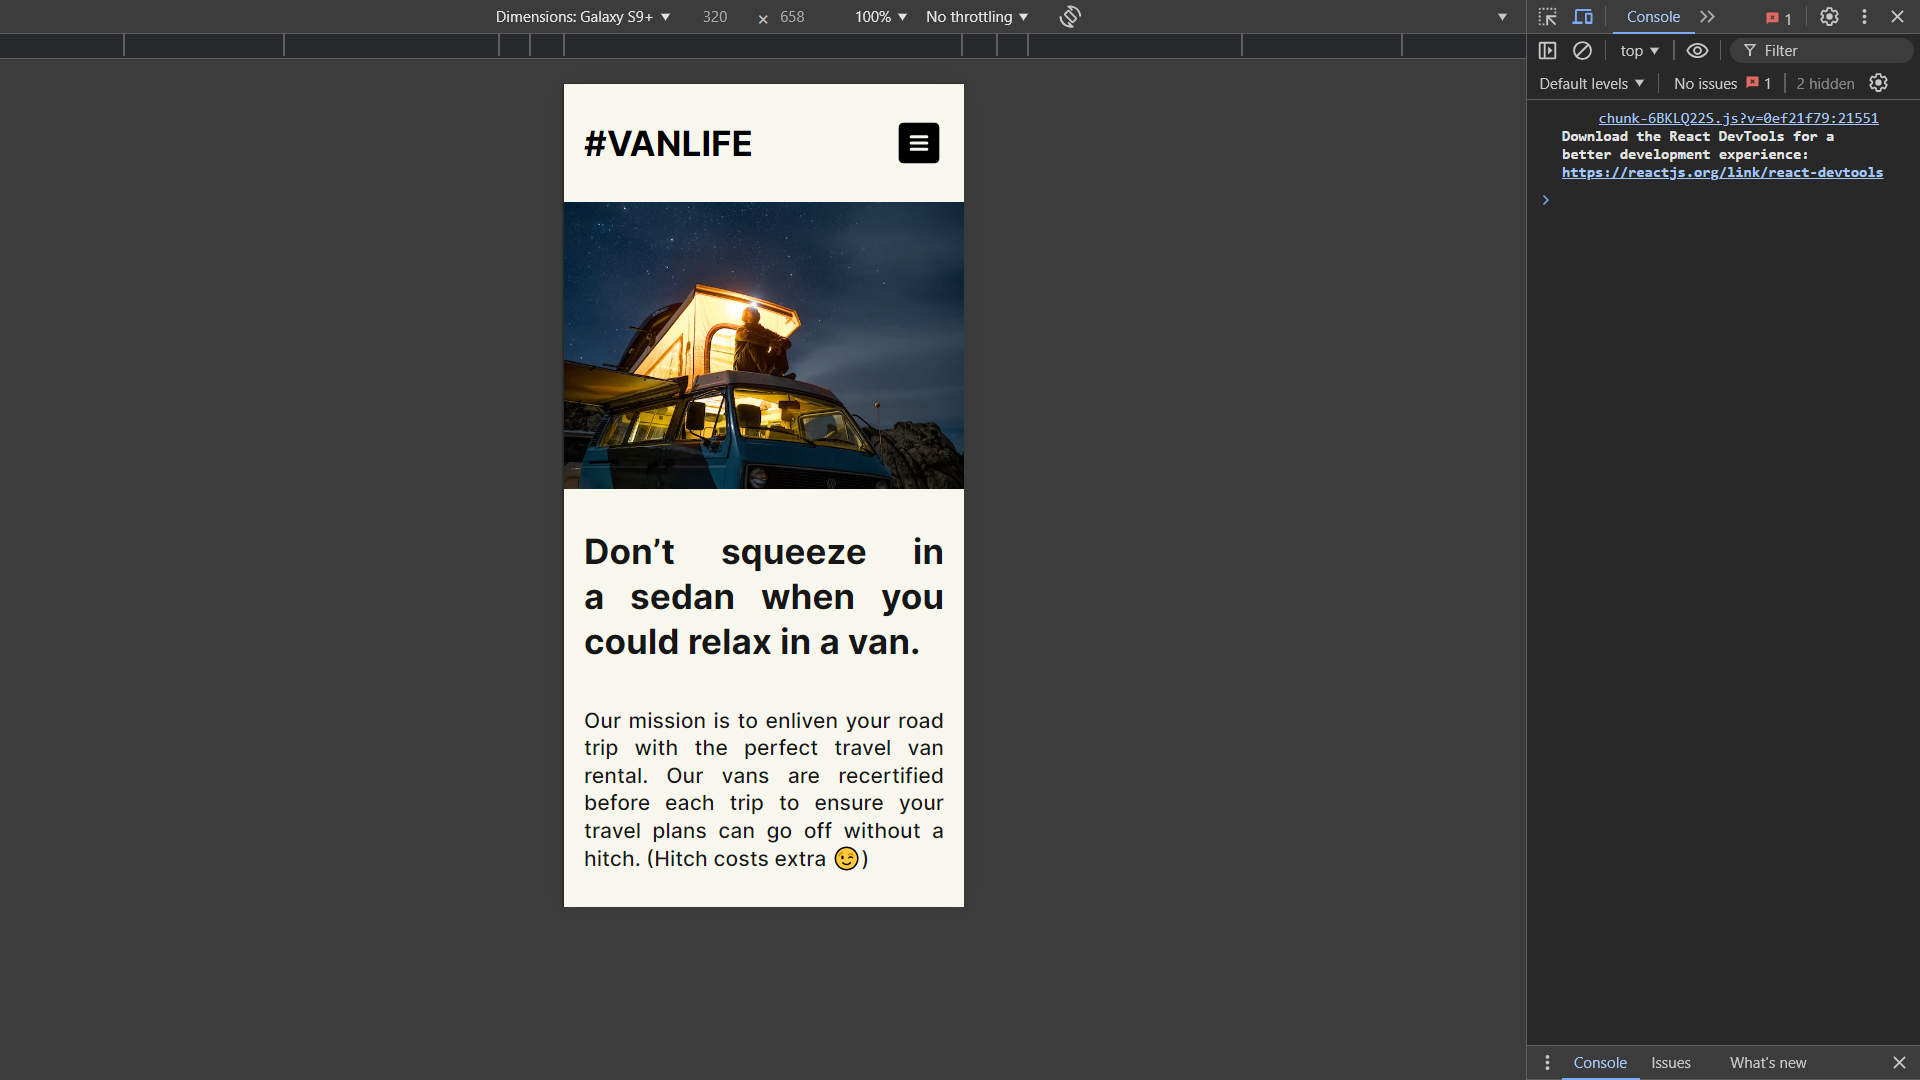 Dimensions: Galaxy S9+ 320 × 658 100% No throttling
Console 1
top Filter
Default levels No issues 1 2 hidden
chunk-6BKLQ22S.js?v=0ef21f79:21551
Download the React DevTools for a
better development experience:
https://reactjs.org/link/react-devtools
#VANLIFE
Don’t squeeze in
a sedan when you
could relax in a van.
Our mission is to enliven your road
trip with the perfect travel van
rental. Our vans are recertified
before each trip to ensure your
travel plans can go off without a
hitch. (Hitch costs extra 😉)
Console Issues What's new